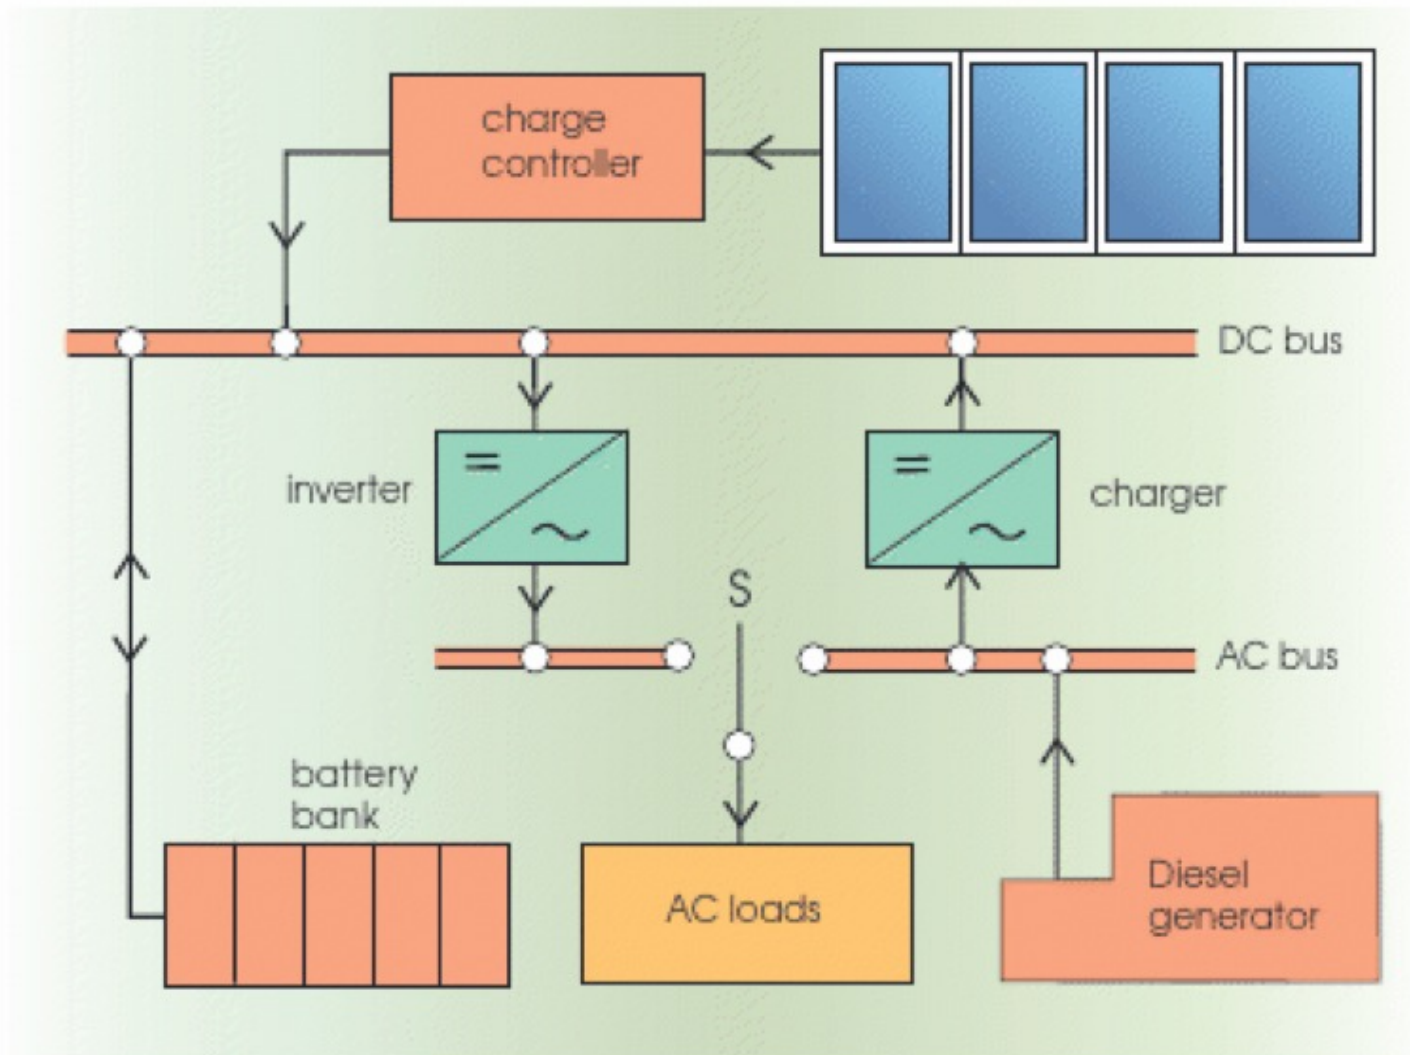 charge
controller
DC bus
inverter
charger
S
AC bus
battery
bank
AC loads
Diesel
generator